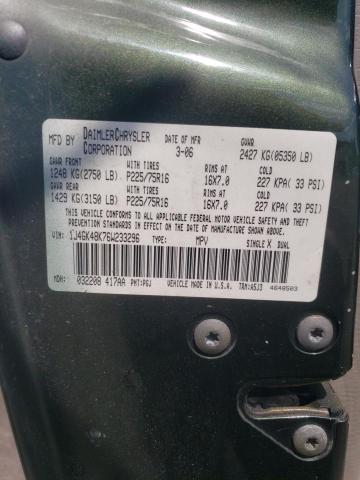 MFD BY DAIMLERCHRYSLER CORPORATION DATE OF MFR 3-06 GVWR 2427 KG(05350 LB)
GAWR FRONT WITH TIRES RIMS AT COLD
1248 KG (2750 LB) P225/75R16 16X7.0 227 KPA( 33 PSI)
GAWR REAR WITH TIRES RIMS AT COLD
1429 KG(3150 LB) P225/75R16 16X7.0 227 KPA( 33 PSI)
THIS VEHICLE CONFORMS TO ALL APPLICABLE FEDERAL MOTOR VEHICLE SAFETY AND THEFT
PREVENTION STANDARDS IN EFFECT ON THE DATE OF MANUFACTURE SHOWN ABOVE.
VIN: 1J4GK48K76W233296 TYPE: MPV SINGLE X DUAL
MDH: 032208 417AA PNT:PGJ VEHICLE MADE IN U.S.A. TRM:A5J3 4648503